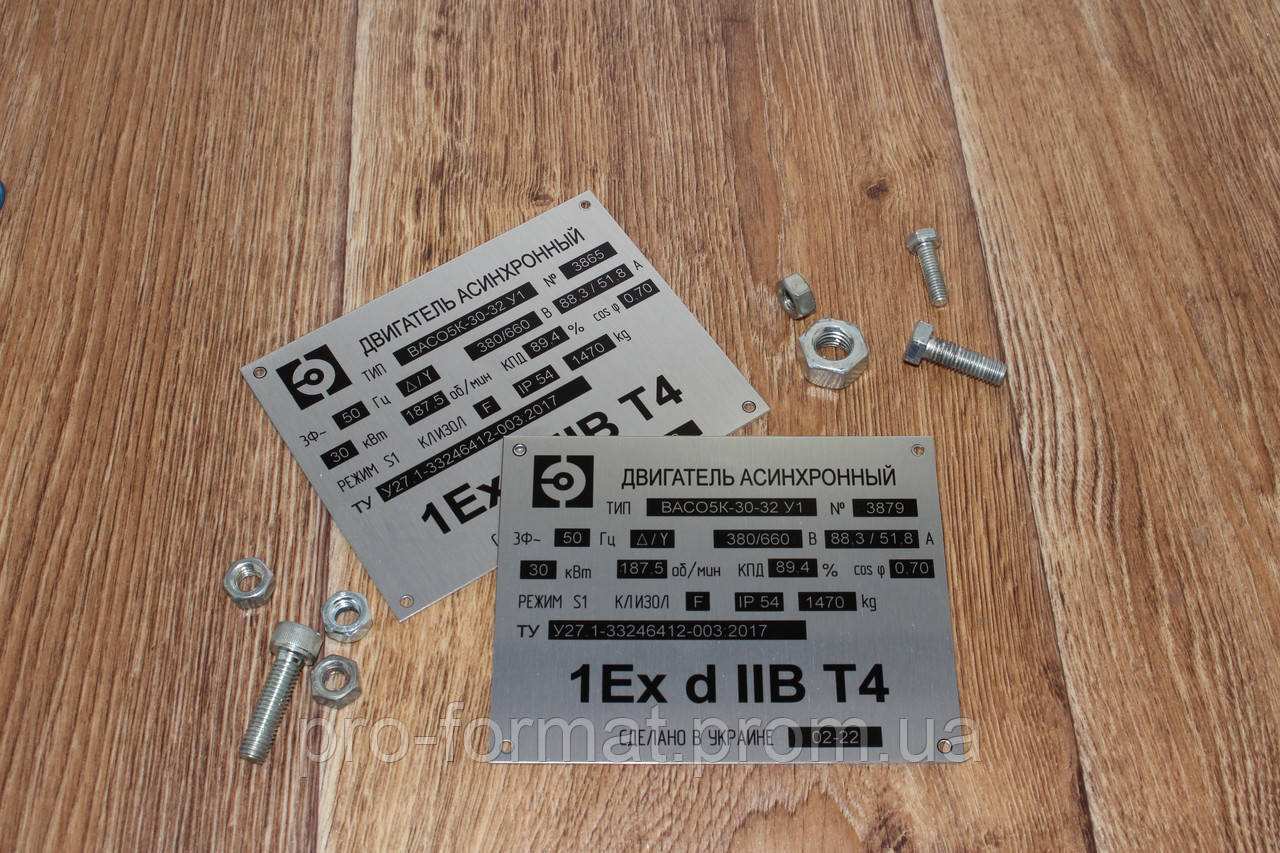 ДВИГАТЕЛЬ АСИНХРОННЫЙ
ТИП ВАСО5К-30-32 У1 № 3865
3Ф~ 50 Гц △/Y 380/660 В 88.3 / 51.8 А
30 кВт 187.5 об/мин КПД 89.4 % cos φ 0.70
РЕЖИМ S1 КЛ ИЗОЛ F IP 54 1470 kg
ТУ У27.1-33246412-003:2017
1Ex IIB T4
ДВИГАТЕЛЬ АСИНХРОННЫЙ
ТИП ВАСО5К-30-32 У1 № 3879
3Ф~ 50 Гц △/Y 380/660 В 88.3 / 51.8 А
30 кВт 187.5 об/мин КПД 89.4 % cos φ 0.70
РЕЖИМ S1 КЛ ИЗОЛ F IP 54 1470 kg
ТУ У27.1-33246412-003:2017
1Ex d IIB T4
СДЕЛАНО В УКРАИНЕ 02-22
pro-format.prom.ua